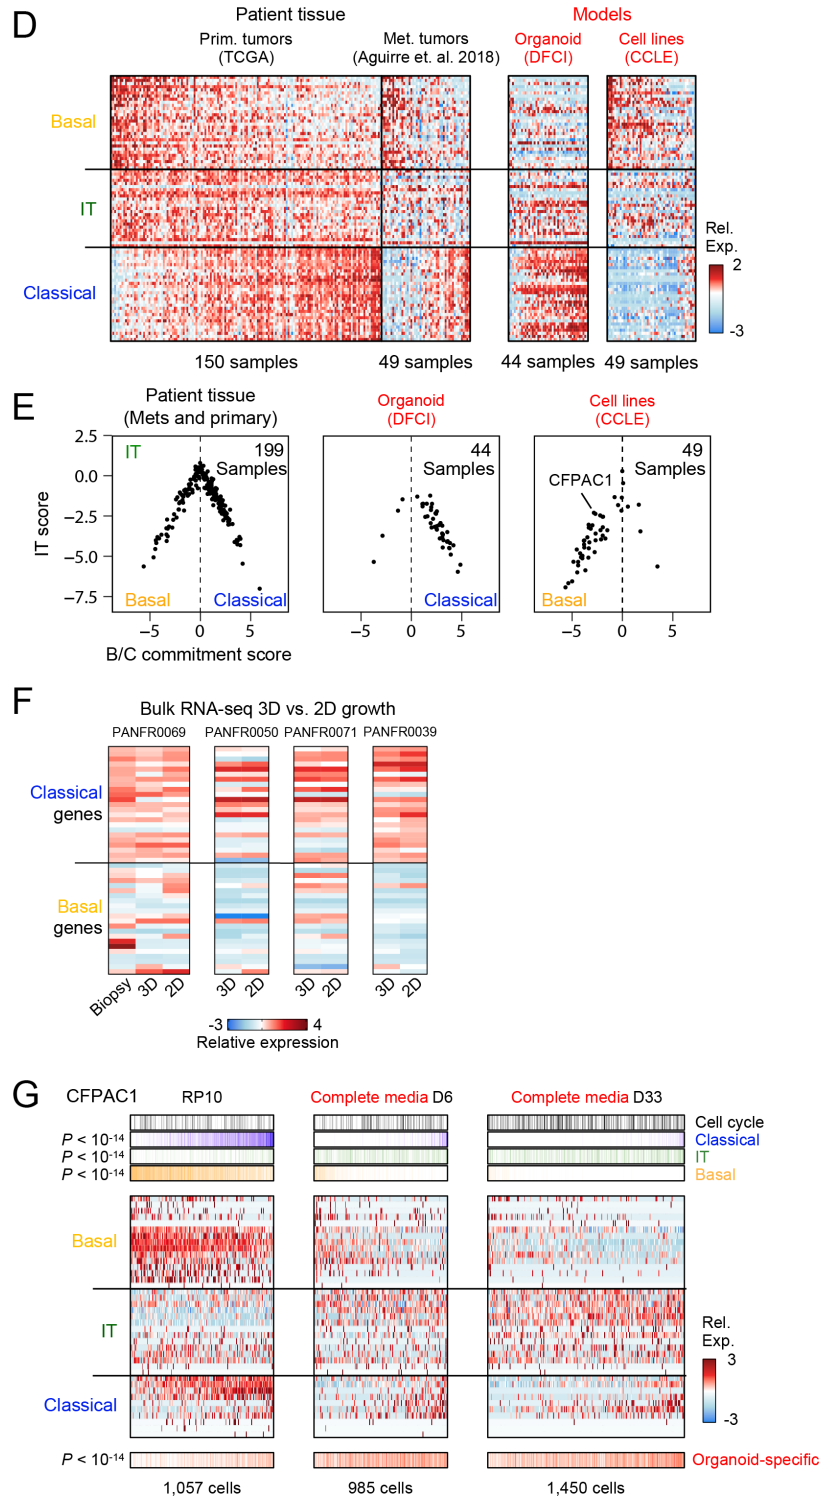 D
Patient tissue
Models
Prim. tumors
(TCGA)
Met. tumors
(Aguirre et. al. 2018)
Organoid
(DFCI)
Cell lines
(CCLE)
Basal
IT
Classical
Rel.
Exp.
2
-3
150 samples
49 samples
44 samples
49 samples
E
Patient tissue
(Mets and primary)
Organoid
(DFCI)
Cell lines
(CCLE)
IT score
2.5
0.0
−2.5
−5.0
−7.5
IT
199
Samples
Basal
Classical
44
Samples
Classical
49
Samples
CFPAC1
Basal
−5 0 5
−5 0 5
−5 0 5
B/C commitment score
F
Bulk RNA-seq 3D vs. 2D growth
PANFR0069 PANFR0050 PANFR0071 PANFR0039
Classical
genes
Basal
genes
Biopsy 3D 2D 3D 2D 3D 2D 3D 2D
-3 4
Relative expression
G
CFPAC1 RP10 Complete media D6 Complete media D33
Cell cycle
P < 10-14 Classical
P < 10-14 IT
P < 10-14 Basal
Basal
IT
Classical
Rel.
Exp.
3
-3
P < 10-14 Organoid-specific
1,057 cells 985 cells 1,450 cells